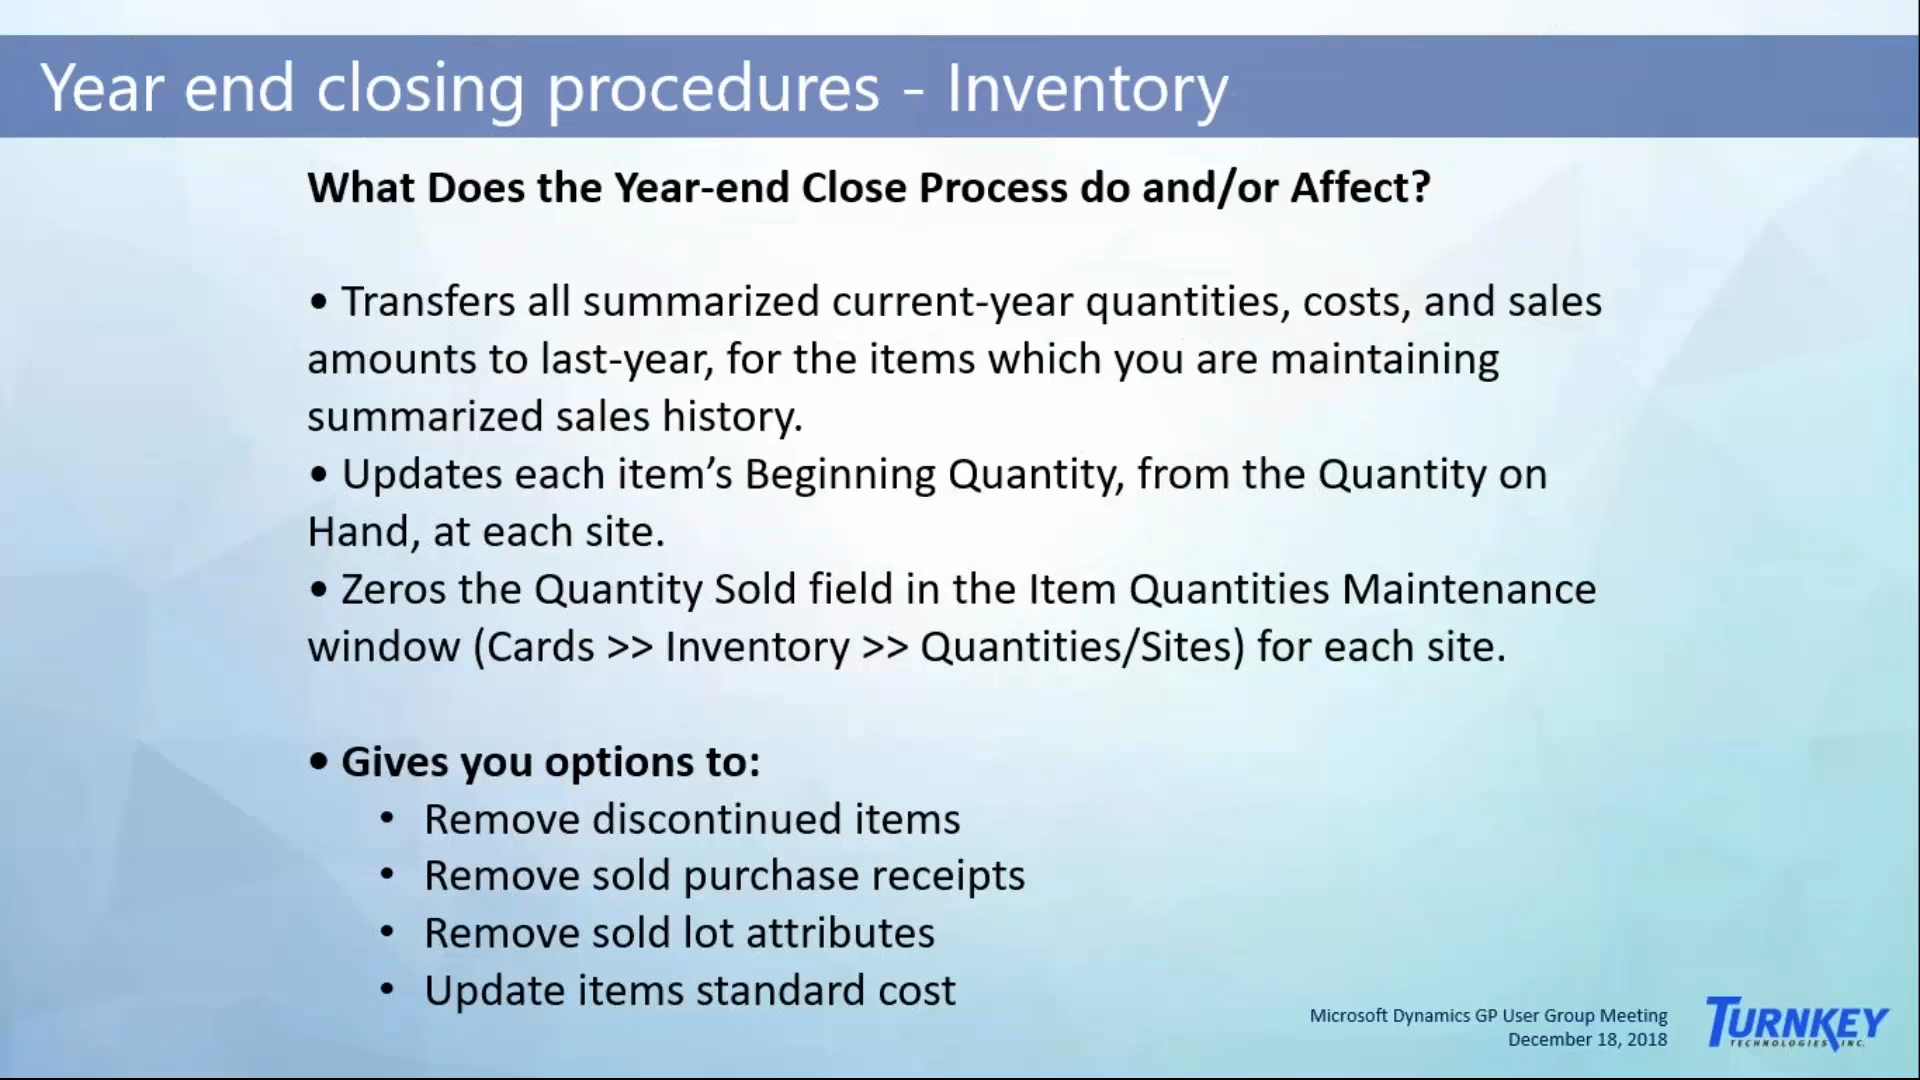 Year end closing procedures - Inventory
What Does the Year-end Close Process do and/or Affect?
• Transfers all summarized current-year quantities, costs, and sales
amounts to last-year, for the items which you are maintaining
summarized sales history.
• Updates each item’s Beginning Quantity, from the Quantity on
Hand, at each site.
• Zeros the Quantity Sold field in the Item Quantities Maintenance
window (Cards >> Inventory >> Quantities/Sites) for each site.
• Gives you options to:
• Remove discontinued items
• Remove sold purchase receipts
• Remove sold lot attributes
• Update items standard cost
Microsoft Dynamics GP User Group Meeting
December 18, 2018
TURNKEY
TECHNOLOGIES INC.